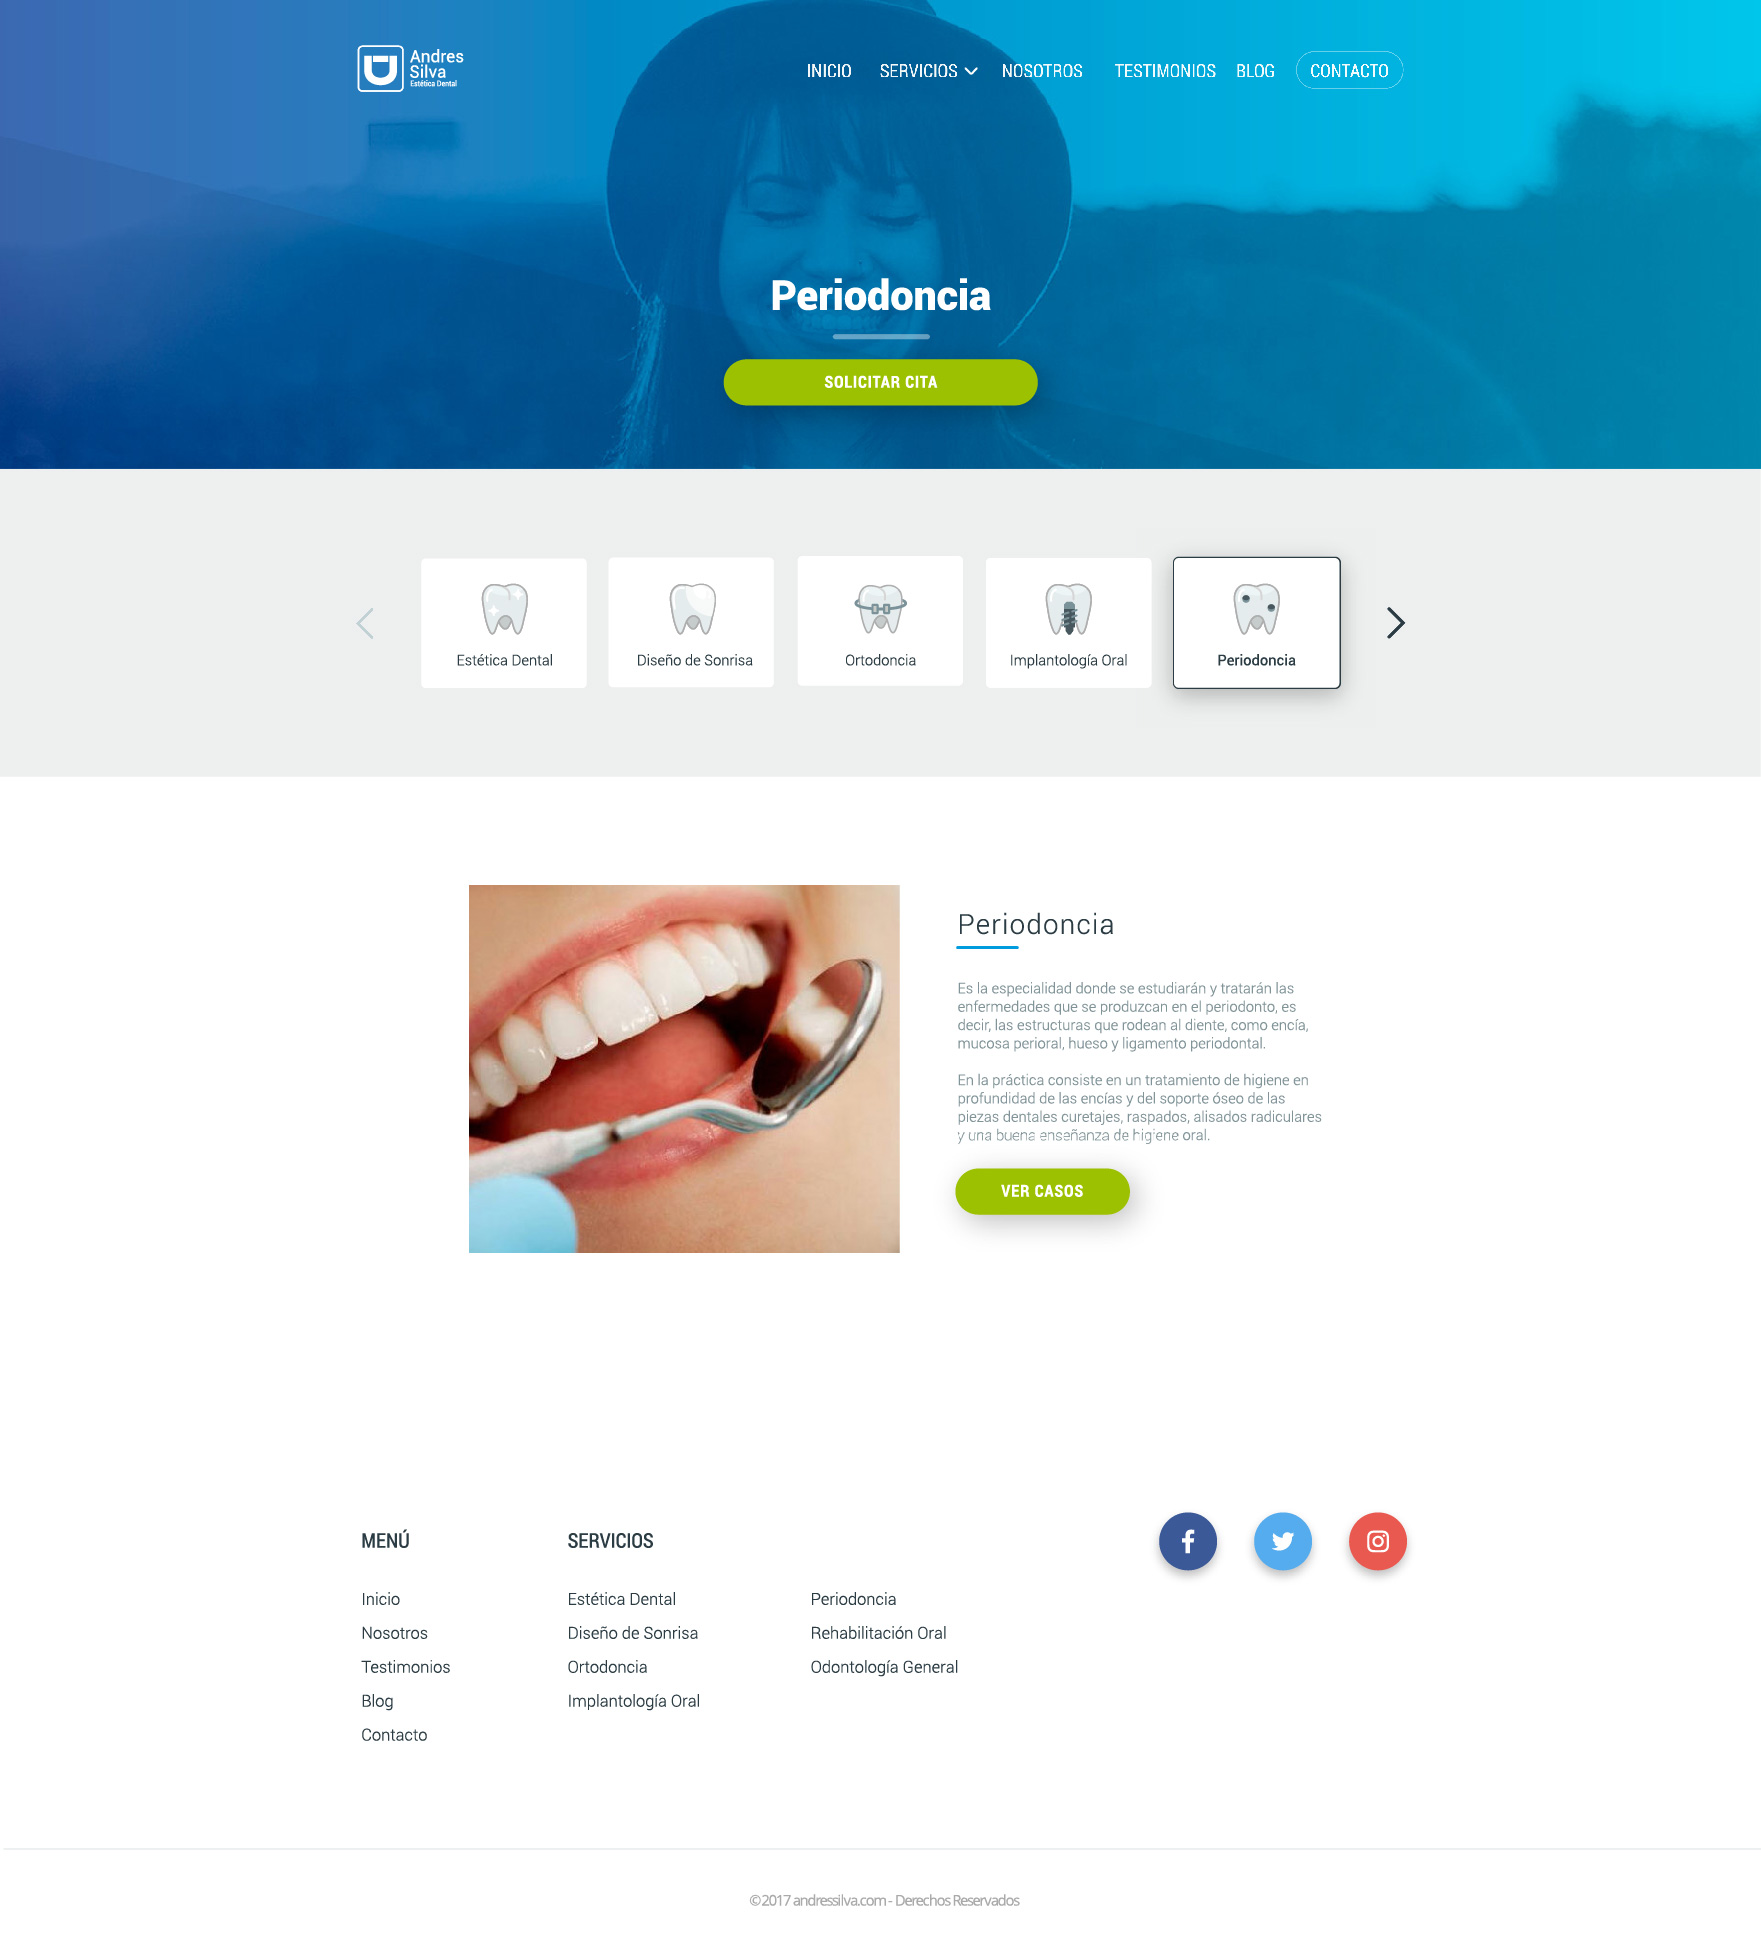 Andres
Silva
Estética Dental
INICIO SERVICIOS NOSOTROS TESTIMONIOS BLOG CONTACTO
Periodoncia
SOLICITAR CITA
Estética Dental
Diseño de Sonrisa
Ortodoncia
Implantología Oral
Periodoncia
Periodoncia
Es la especialidad donde se estudiarán y tratarán las
enfermedades que se produzcan en el periodonto, es
decir, las estructuras que rodean al diente, como encía,
mucosa perioral, hueso y ligamento periodontal.
En la práctica consiste en un tratamiento de higiene en
profundidad de las encías y del soporte óseo de las
piezas dentales curetajes, raspados, alisados radiculares
y una buena enseñanza de higiene oral.
VER CASOS
MENÚ
Inicio
Nosotros
Testimonios
Blog
Contacto
SERVICIOS
Estética Dental
Diseño de Sonrisa
Ortodoncia
Implantología Oral
Periodoncia
Rehabilitación Oral
Odontología General
©2017 andressilva.com - Derechos Reservados